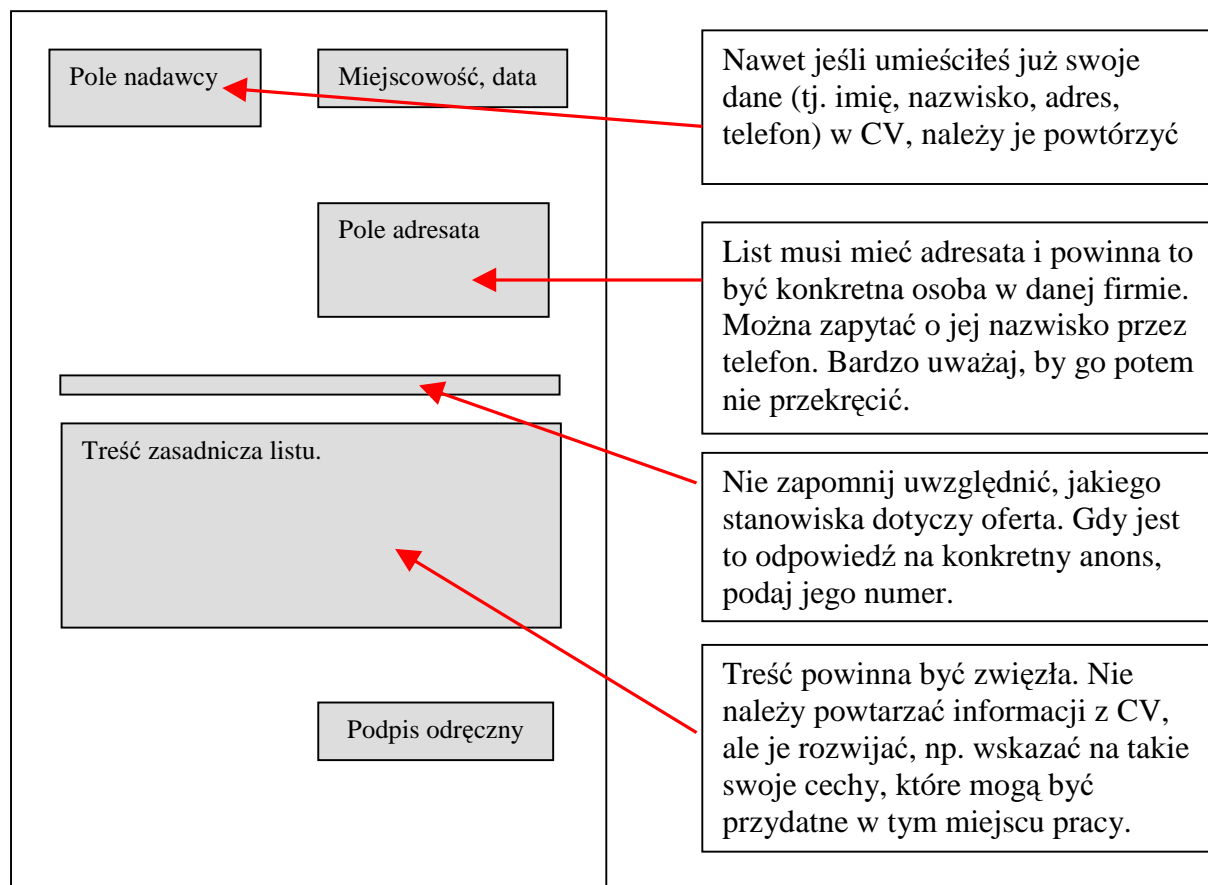 Pole nadawcy
Miejscowość, data
Pole adresata
Treść zasadnicza listu.
Podpis odręczny
Nawet jeśli umieściłeś już swoje
dane (tj. imię, nazwisko, adres,
telefon) w CV, należy je powtórzyć
List musi mieć adresata i powinna to
być konkretna osoba w danej firmie.
Można zapytać o jej nazwisko przez
telefon. Bardzo uważaj, by go potem
nie przekręcić.
Nie zapomnij uwzględnić, jakiego
stanowiska dotyczy oferta. Gdy jest
to odpowiedź na konkretny anons,
podaj jego numer.
Treść powinna być zwięzła. Nie
należy powtarzać informacji z CV,
ale je rozwijać, np. wskazać na takie
swoje cechy, które mogą być
przydatne w tym miejscu pracy.